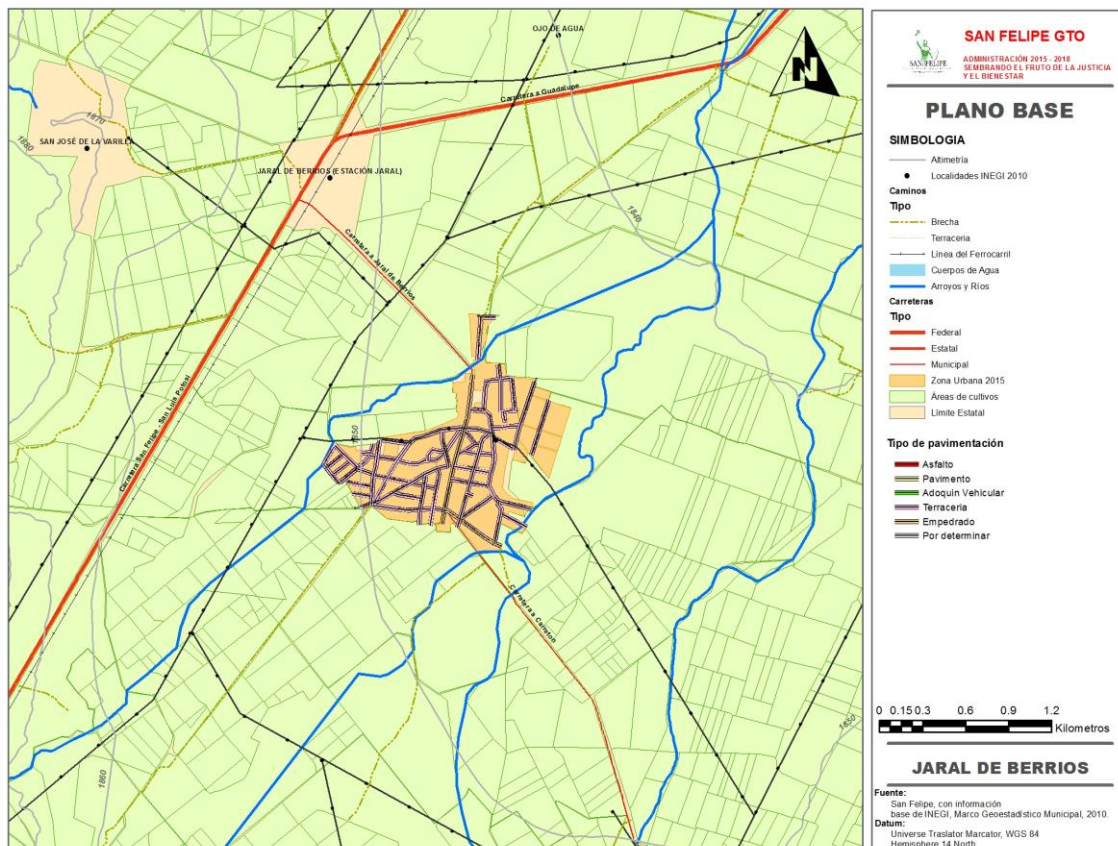 OJO DE AGUA
Carretera a Guadalupe
1870
1880
SAN JOSÉ DE LA VARILLA
JARAL DE BERRIOS (ESTACIÓN JARAL)
1840
Carretera a Jaral de Berrios
Carretera San Felipe - San Luis Potosí
1850
Carretera a Carreton
1850
1860
N
SAN FELIPE
SAN FELIPE GTO
ADMINISTRACIÓN 2015 - 2018
SEMBRANDO EL FRUTO DE LA JUSTICIA
Y EL BIENESTAR
PLANO BASE
SIMBOLOGIA
Altimetría
Localidades INEGI 2010
Caminos
Tipo
Brecha
Terraceria
Línea del Ferrocarril
Cuerpos de Agua
Arroyos y Ríos
Carreteras
Tipo
Federal
Estatal
Municipal
Zona Urbana 2015
Áreas de cultivos
Límite Estatal
Tipo de pavimentación
Asfalto
Pavimento
Adoquin Vehicular
Terraceria
Empedrado
Por determinar
0 0.15 0.3 0.6 0.9 1.2
Kilometros
JARAL DE BERRIOS
Fuente:
San Felipe, con información
base de INEGI, Marco Geoestadístico Municipal, 2010.
Datum:
Universe Traslator Marcator, WGS 84
Hemisphere 14 North